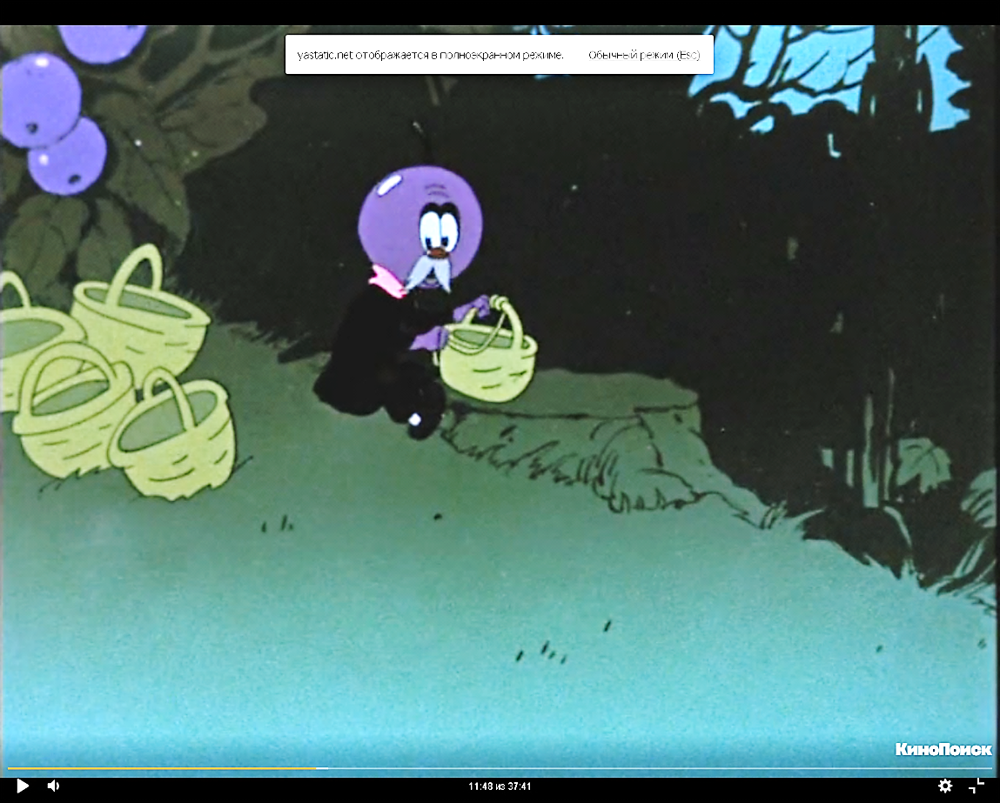 yastatic.net отображается в полноэкранном режиме. Обычный режим (Esc)
КиноПоиск
11:48 из 37:41